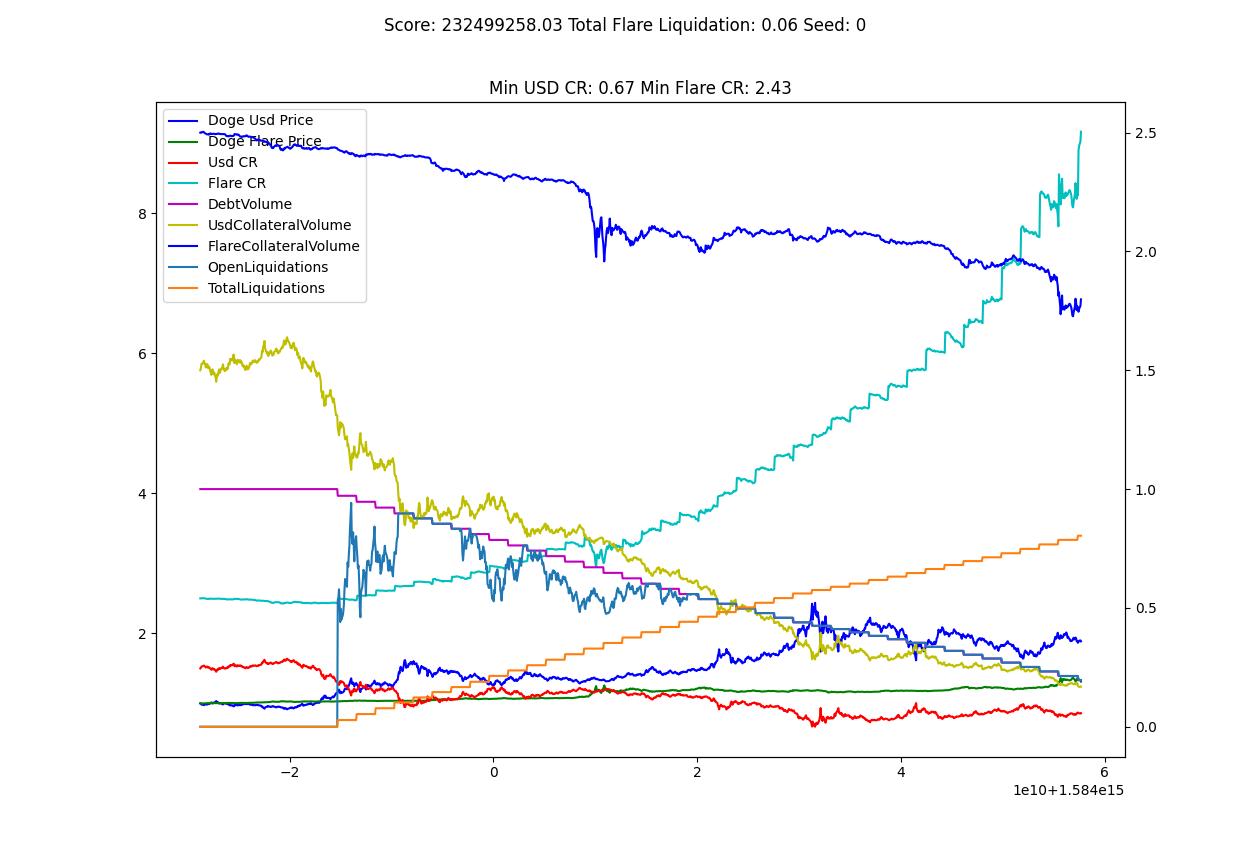 Score: 232499258.03 Total Flare Liquidation: 0.06 Seed: 0
Min USD CR: 0.67 Min Flare CR: 2.43
Doge Usd Price
Doge Flare Price
Usd CR
Flare CR
DebtVolume
UsdCollateralVolume
FlareCollateralVolume
OpenLiquidations
TotalLiquidations
8
6
4
2
2.5
2.0
1.5
1.0
0.5
0.0
−2 0 2 4 6
1e10+1.584e15